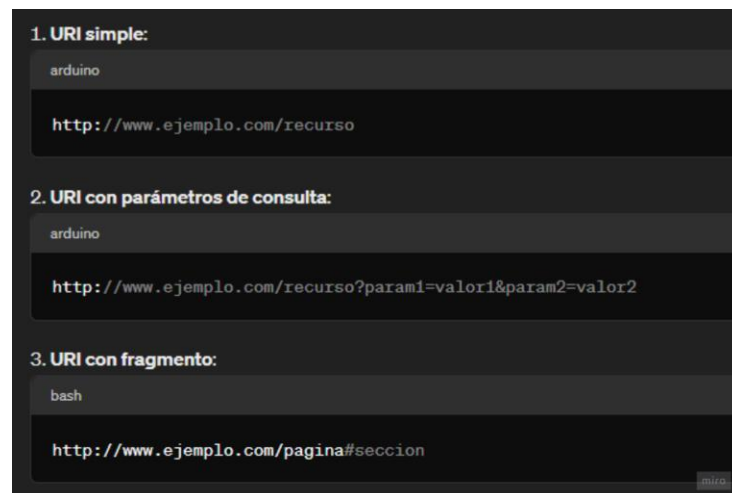 1. URI simple:
arduino
http://www.ejemplo.com/recurso
2. URI con parámetros de consulta:
arduino
http://www.ejemplo.com/recurso?param1=valor1&param2=valor2
3. URI con fragmento:
bash
http://www.ejemplo.com/pagina#seccion
miro